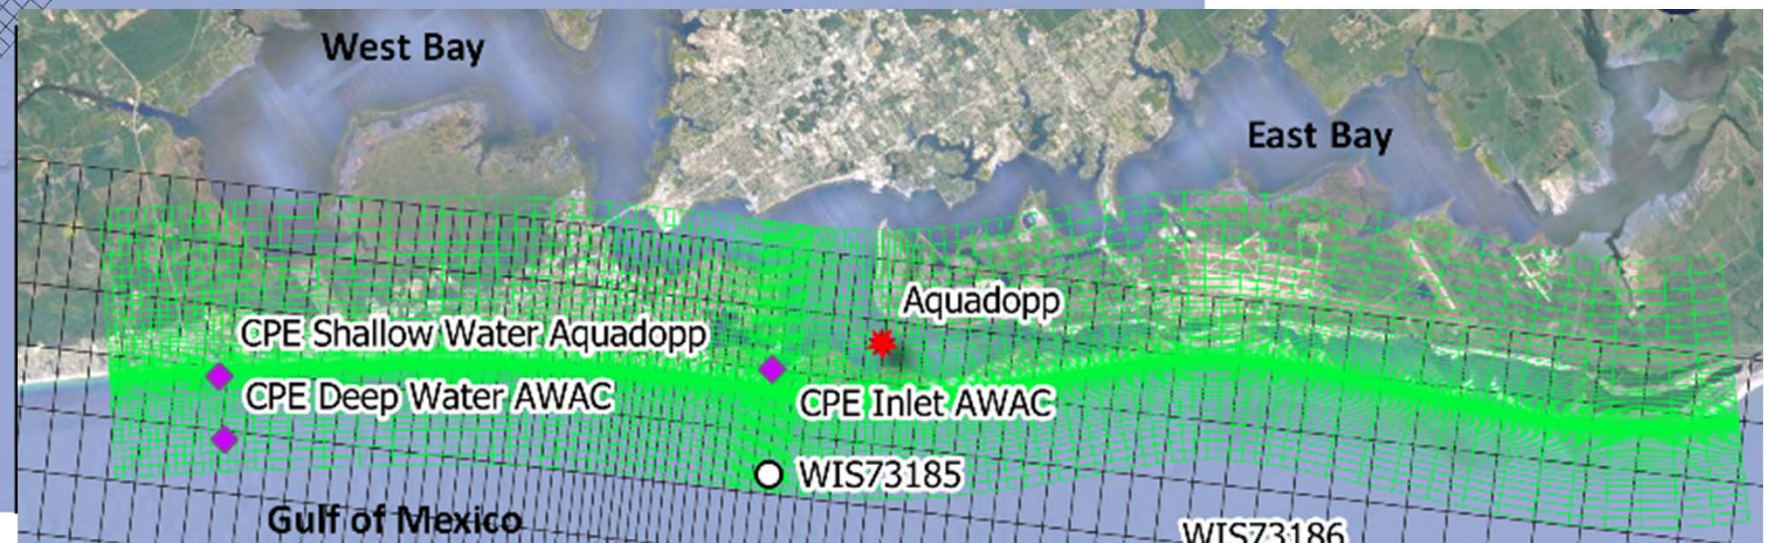 West Bay
East Bay
Aquadopp
CPE Shallow Water Aquadopp
CPE Deep Water AWAC
CPE Inlet AWAC
WIS73185
Gulf of Mexico
WIS73186